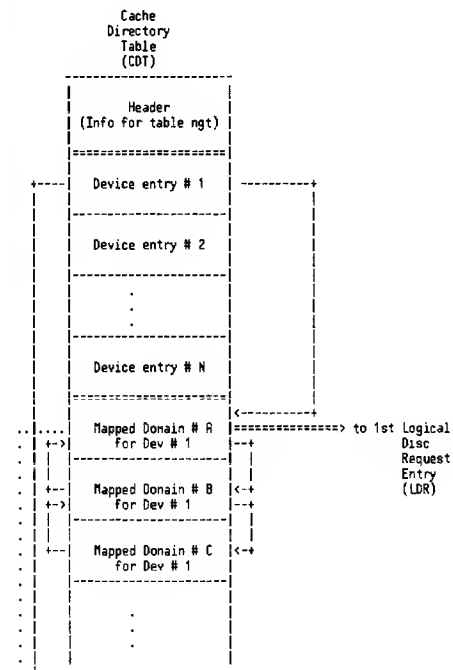 Cache
Directory
Table
(CDT)
Header
(Info for table ngt)
Device entry # 1
Device entry # 2
Device entry # N
Mapped Domain # A
for Dev # 1
to 1st Logical
Disc
Request
Entry
(LDR)
Mapped Domain # B
for Dev # 1
Mapped Domain # C
for Dev # 1